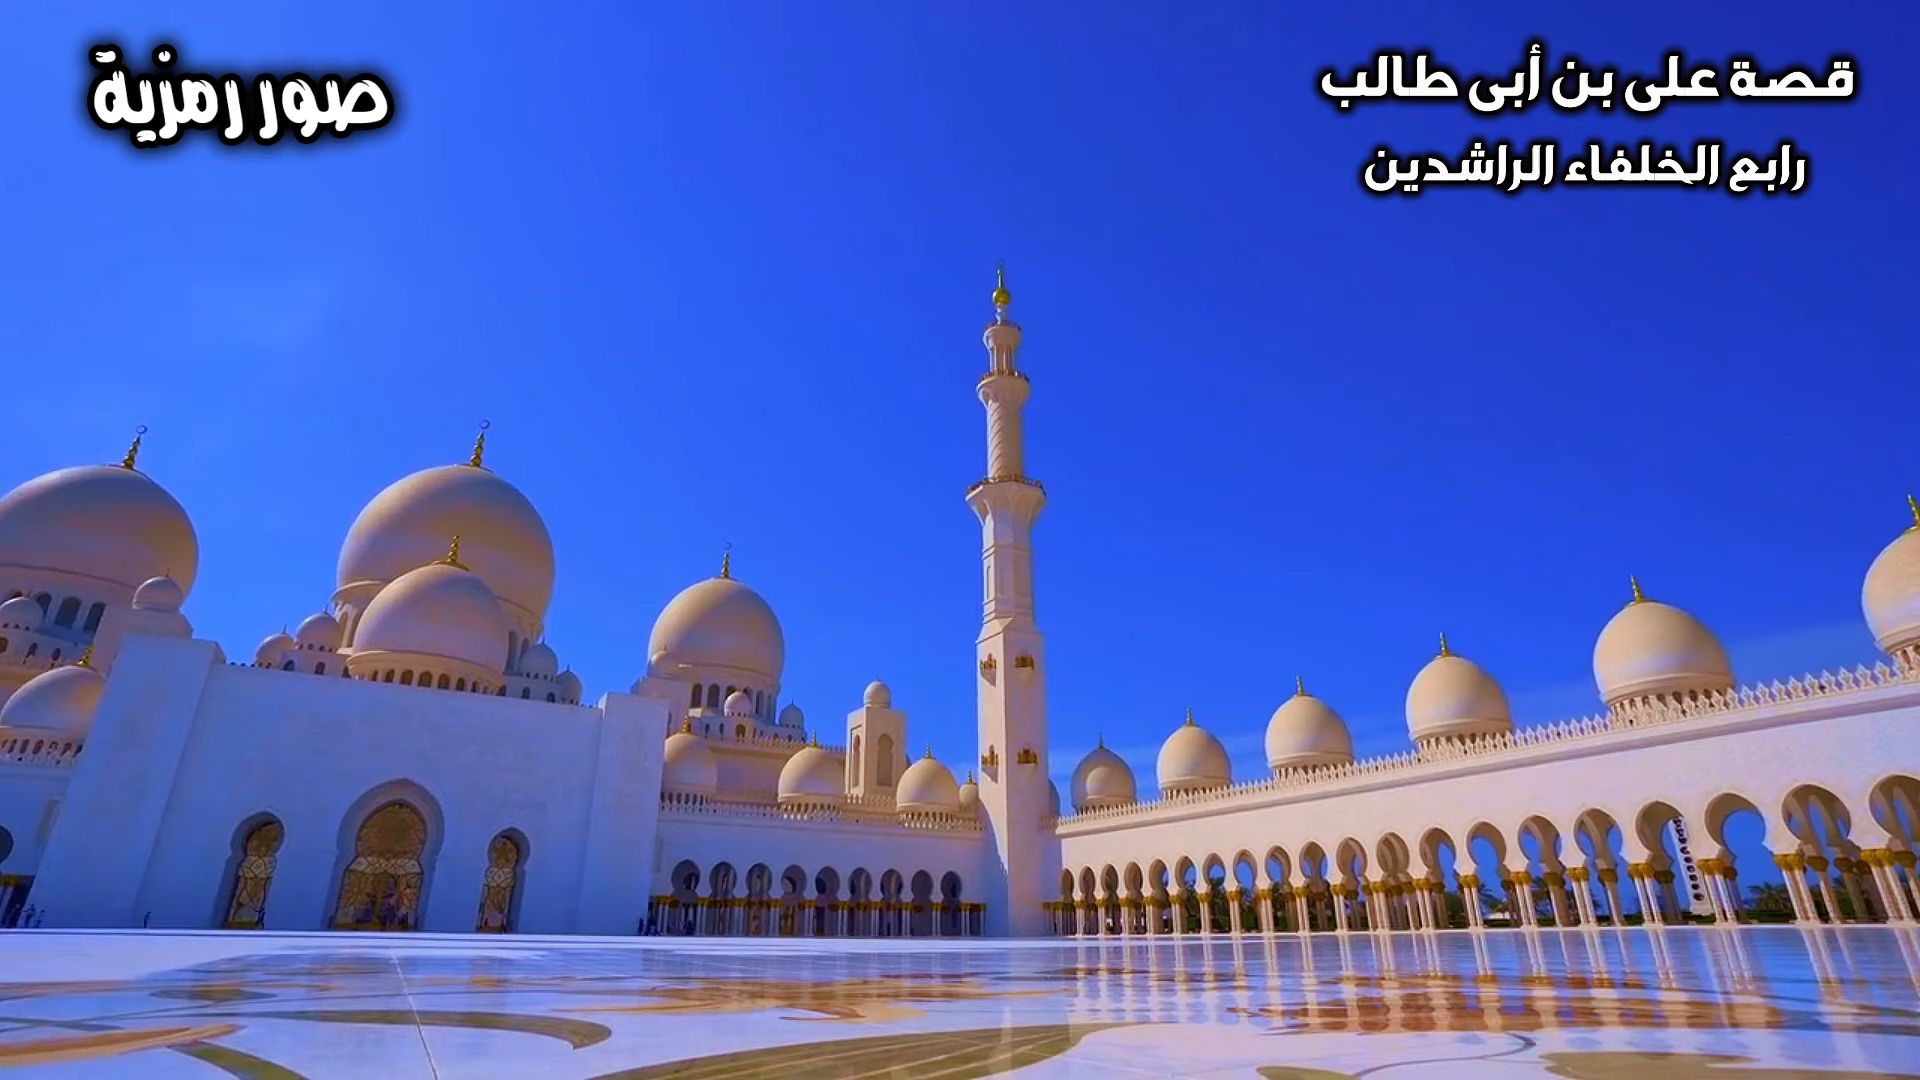 قصة على بن أبى طالب
رابع الخلفاء الراشدين
صور رمزية